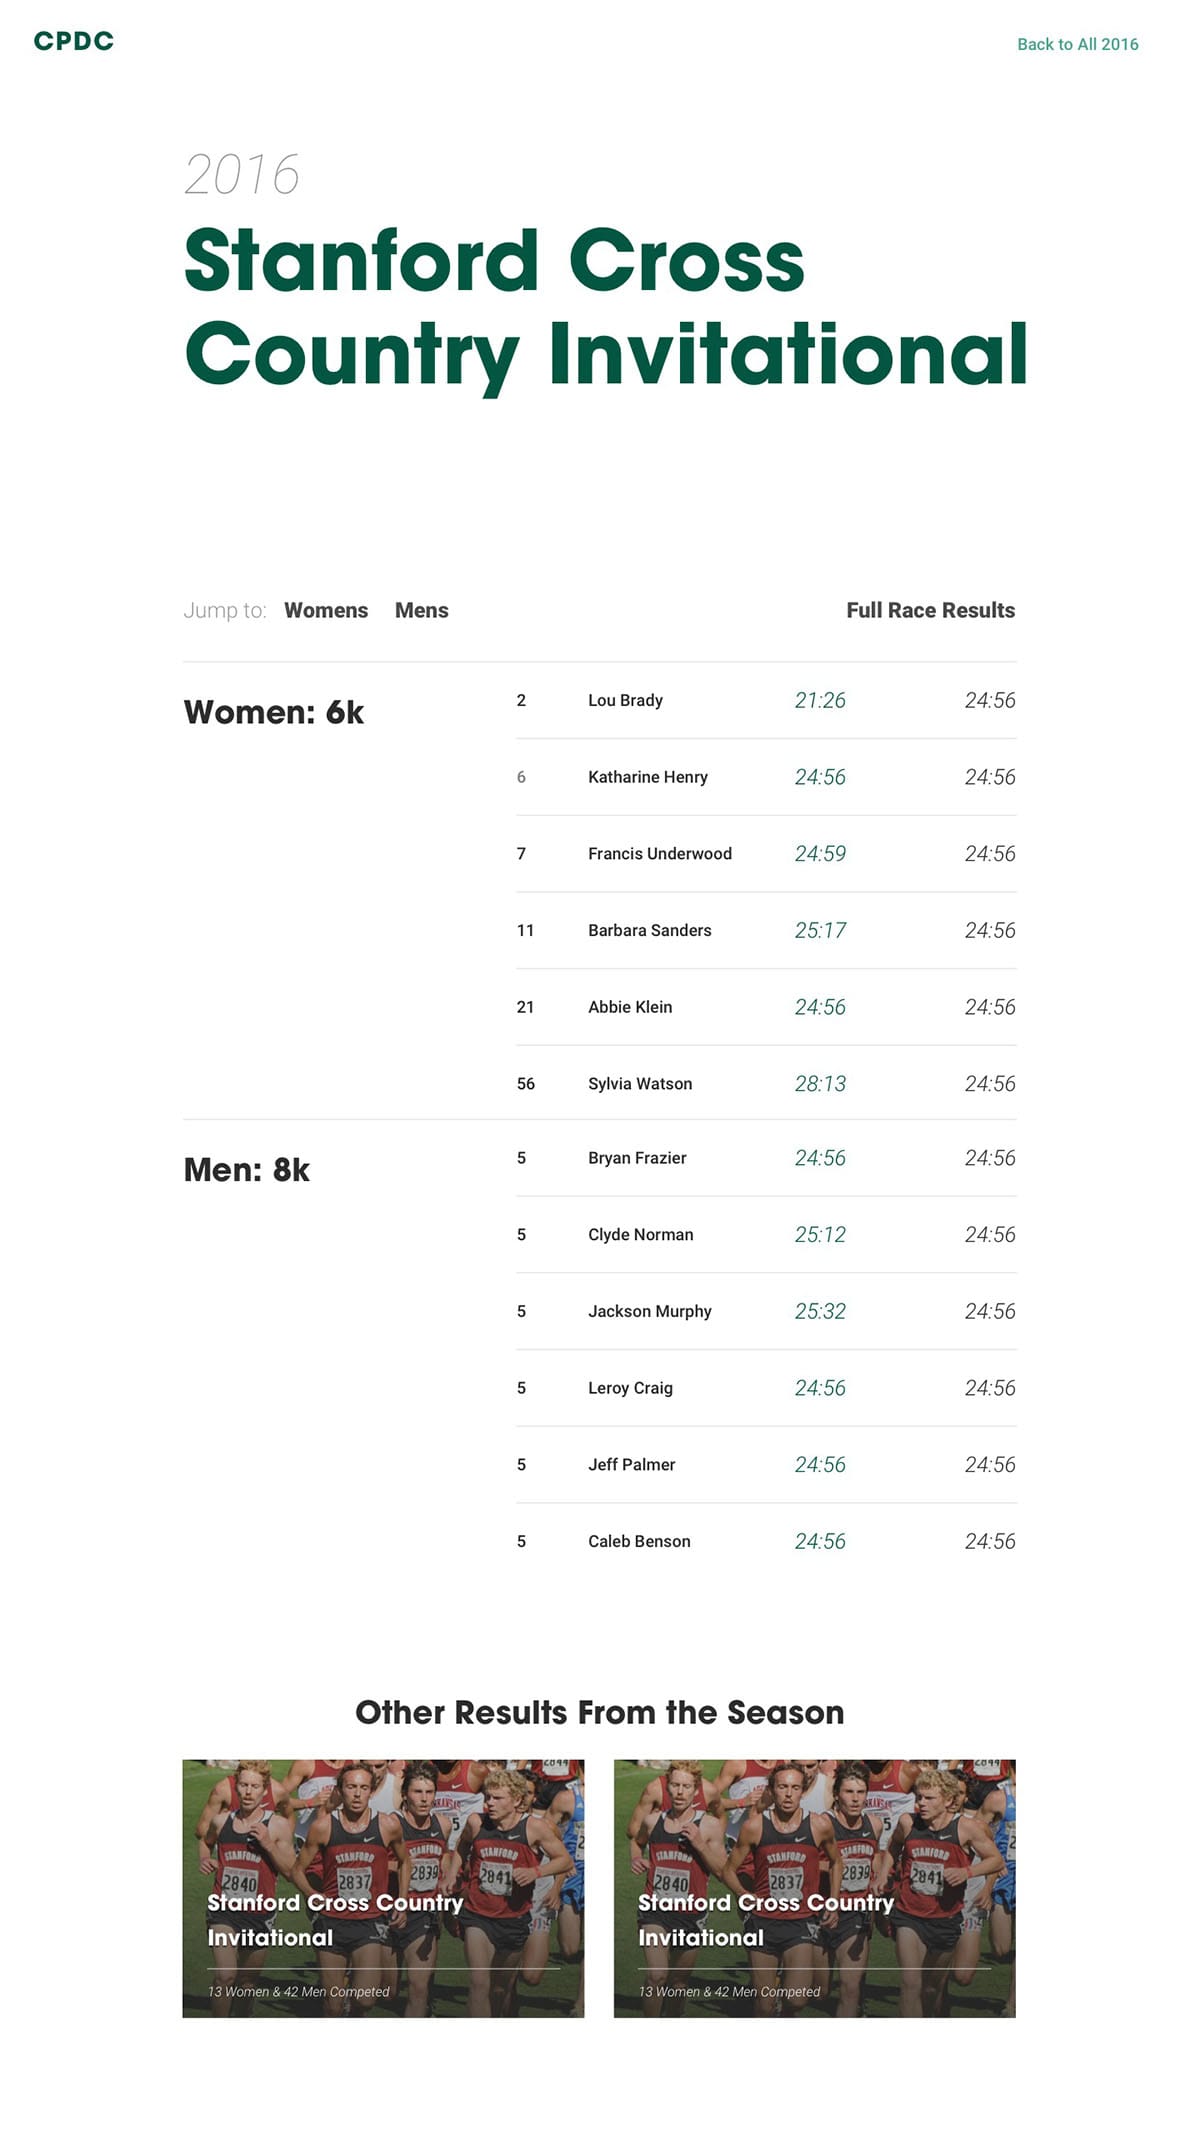 CPDC
Back to All 2016
2016
Stanford Cross
Country Invitational
Jump to: Womens Mens Full Race Results
Women: 6k
2 Lou Brady 21:26 24:56
6 Katharine Henry 24:56 24:56
7 Francis Underwood 24:59 24:56
11 Barbara Sanders 25:17 24:56
21 Abbie Klein 24:56 24:56
56 Sylvia Watson 28:13 24:56
Men: 8k
5 Bryan Frazier 24:56 24:56
5 Clyde Norman 25:12 24:56
5 Jackson Murphy 25:32 24:56
5 Leroy Craig 24:56 24:56
5 Jeff Palmer 24:56 24:56
5 Caleb Benson 24:56 24:56
Other Results From the Season
2844
STANFORD STANFORD STANFORD STANFORD
2840 2837 2839 2841
Stanford Cross Country
Invitational
13 Women & 42 Men Competed
2844
STANFORD STANFORD STANFORD STANFORD
2840 2837 2839 2841
Stanford Cross Country
Invitational
13 Women & 42 Men Competed